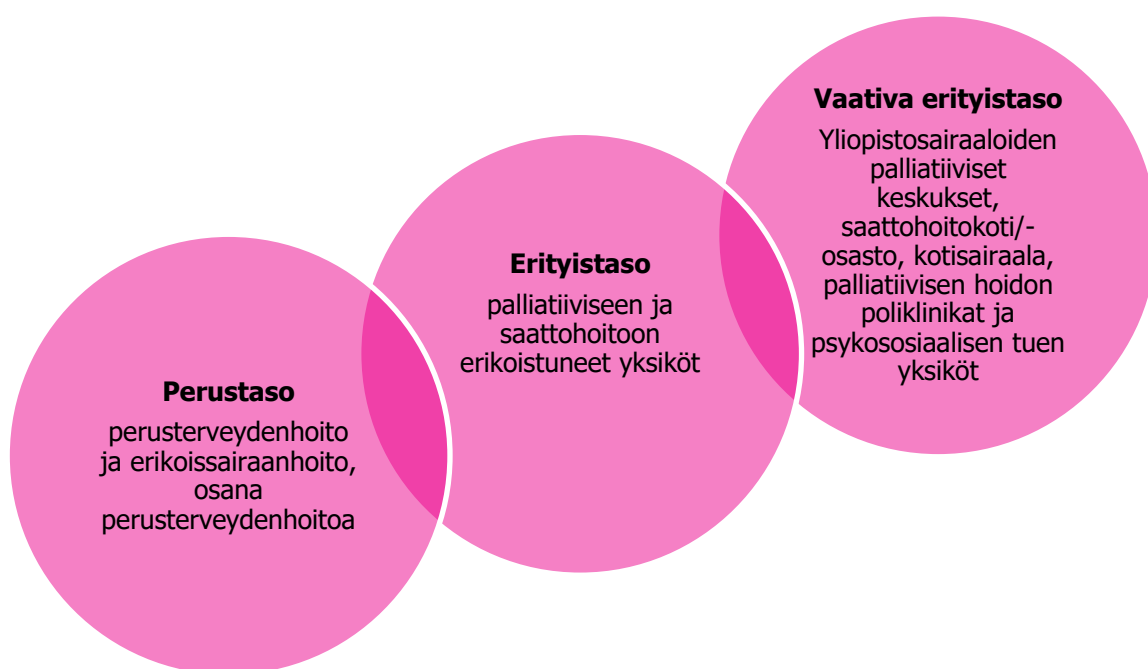 Perustaso
perusterveydenhoito
ja erikoissairaanhoito,
osana
perusterveydenhoitoa
Erityistaso
palliatiiviseen ja
saattohoitoon
erikoistuneet yksiköt
Vaativa erityistaso
Yliopistosairaaloiden
palliatiiviset
keskukset,
saattohoitokoti/-
osasto, kotisairaala,
palliatiivisen hoidon
poliklinikat ja
psykososiaalisen tuen
yksiköt